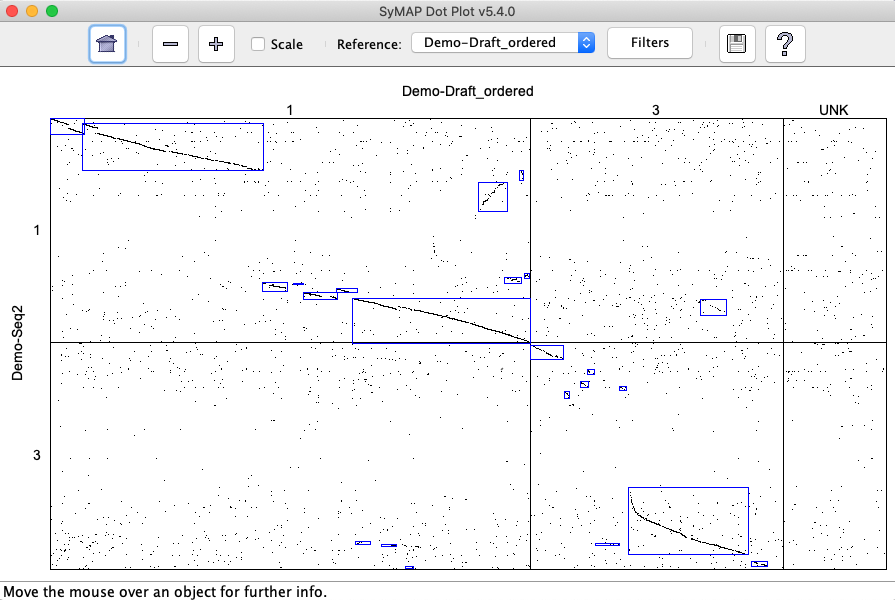 SyMAP Dot Plot v5.4.0
Scale
Reference:
Demo-Draft_ordered
Filters
?
Demo-Draft_ordered
1
3
UNK
1
Demo-Seq2
3
Move the mouse over an object for further info.